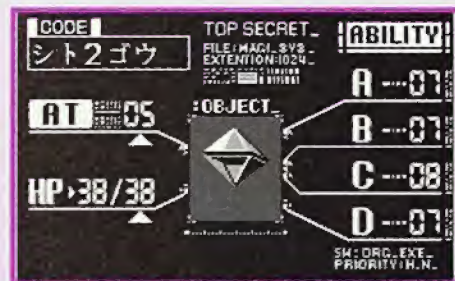 CODE
シト2ゴウ
TOP SECRET_
FILE:MAGI_SYS_
EXTENTION:1024_
ABILITY
AT 05
HP 38/38
:OBJECT_
A 07
B 07
C 08
D 07
SW:ORG_EXE_
PRIORITY:H.N_